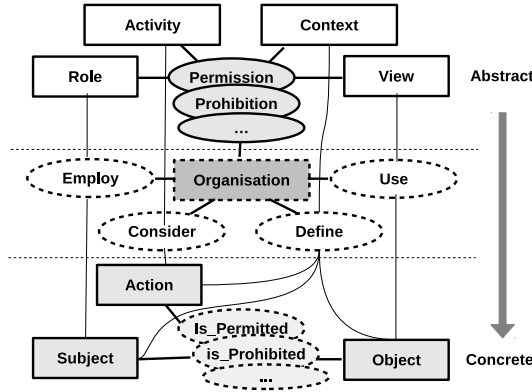 Activity
Context
Role
Permission
View
Abstract
Prohibition
...
Employ
Organisation
Use
Consider
Define
Action
Is_Permitted
Subject
is_Prohibited
Object
Concrete
...